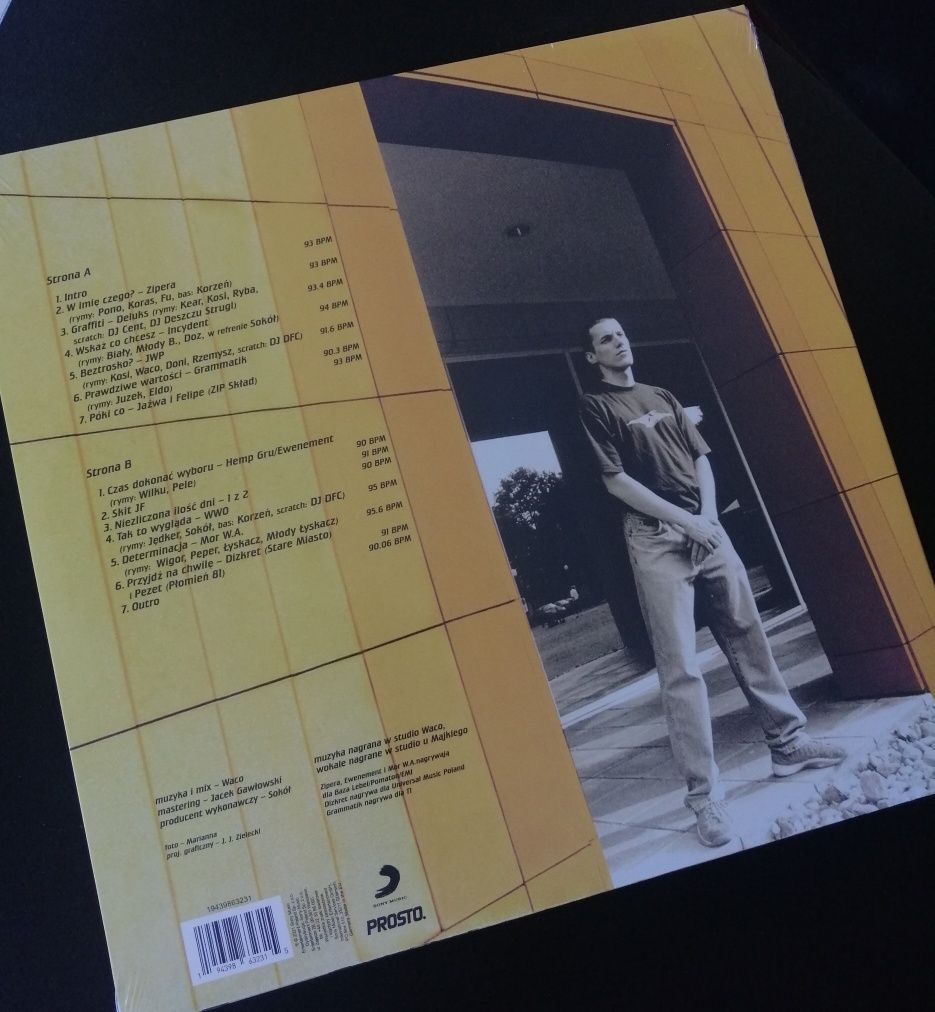 Strona A
1. Intro 93 BPM
2. W imię czego? – Zipera 93 BPM
(rymy: Pono, Koras, Fu, bas: Korzeń)
3. Graffiti – Deluks (rymy: Kear, Kosi, Ryba, 93.4 BPM
scratch: DJ Cent, DJ Deszczu Strugi)
4. Wskaż co chcesz – Incydent 94 BPM
(rymy: Biały, Młody B., Doz, w refrenie Sokół)
5. Beztrosko? – JWP 91.6 BPM
(rymy: Kosi, Waco, Doni, Rzemysz, scratch: DJ DFC)
6. Prawdziwe wartości – Grammatik 90.3 BPM
(rymy: Juzek, Eldo)
7. Póki co – Jaźwa i Felipe (ZIP Skład) 93 BPM
Strona B
1. Czas dokonać wyboru – Hemp Gru/Ewenement 90 BPM
(rymy: Wilku, Pele)
2. Skit JF 91 BPM
3. Niezliczona ilość dni – 1 z 2 90 BPM
4. Tak to wygląda – WWO 95 BPM
(rymy: Jędker, Sokół, bas: Korzeń, scratch: DJ DFC)
5. Determinacja – Mor W.A. 95.6 BPM
(rymy: Wigor, Peper, Łyskacz, Młody Łyskacz)
6. Przyjdź na chwilę – Dizkret (Stare Miasto) 91 BPM
i Pezet (Płomień 81)
7. Outro 90.06 BPM
muzyka i mix – Waco
mastering – Jacek Gawłowski
producent wykonawczy – Sokół
foto – Marianna
proj. graficzny – J. J. Zielecki
muzyka nagrana w studio Waco,
wokale nagrane w studio u Majkiego
Zipera, Ewenement i Mor W.A. nagrywają
dla Baza Lebel/Pomaton/EMI
Dizkret nagrywa dla Universal Music Poland
Grammatik nagrywa dla T1
19439863231
1 94398 63231 5
SONY MUSIC
PROSTO.